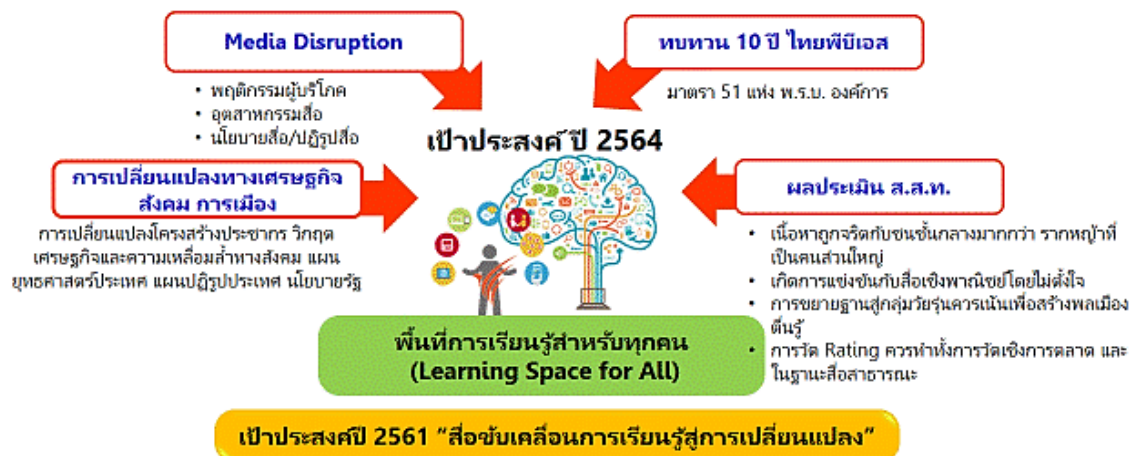 Media Disruption
• พฤติกรรมผู้บริโภค
• อุตสาหกรรมสื่อ
• นโยบายสื่อ/ปฏิรูปสื่อ
ทบทวน 10 ปี ไทยพีบีเอส
มาตรา 51 แห่ง พ.ร.บ. องค์การ
เป้าประสงค์ ปี 2564
การเปลี่ยนแปลงทางเศรษฐกิจ
สังคม การเมือง
การเปลี่ยนแปลงโครงสร้างประชากร วิกฤต
เศรษฐกิจและความเหลื่อมล้ำทางสังคม แผน
ยุทธศาสตร์ประเทศ แผนปฏิรูปประเทศ นโยบายรัฐ
ผลประเมิน ส.ส.ท.
• เนื้อหาถูกจริตกับชนชั้นกลางมากกว่า รากหญ้าที่
เป็นคนส่วนใหญ่
• เกิดการแข่งขันกับสื่อเชิงพาณิชย์โดยไม่ตั้งใจ
• การขยายฐานสู่กลุ่มวัยรุ่นควรเน้นเพื่อสร้างพลเมือง
ตื่นรู้
• การวัด Rating ควรทำทั้งการวัดเชิงการตลาด และ
ในฐานะสื่อสาธารณะ
พื้นที่การเรียนรู้สำหรับทุกคน
(Learning Space for All)
เป้าประสงค์ปี 2561 “สื่อขับเคลื่อนการเรียนรู้สู่การเปลี่ยนแปลง”